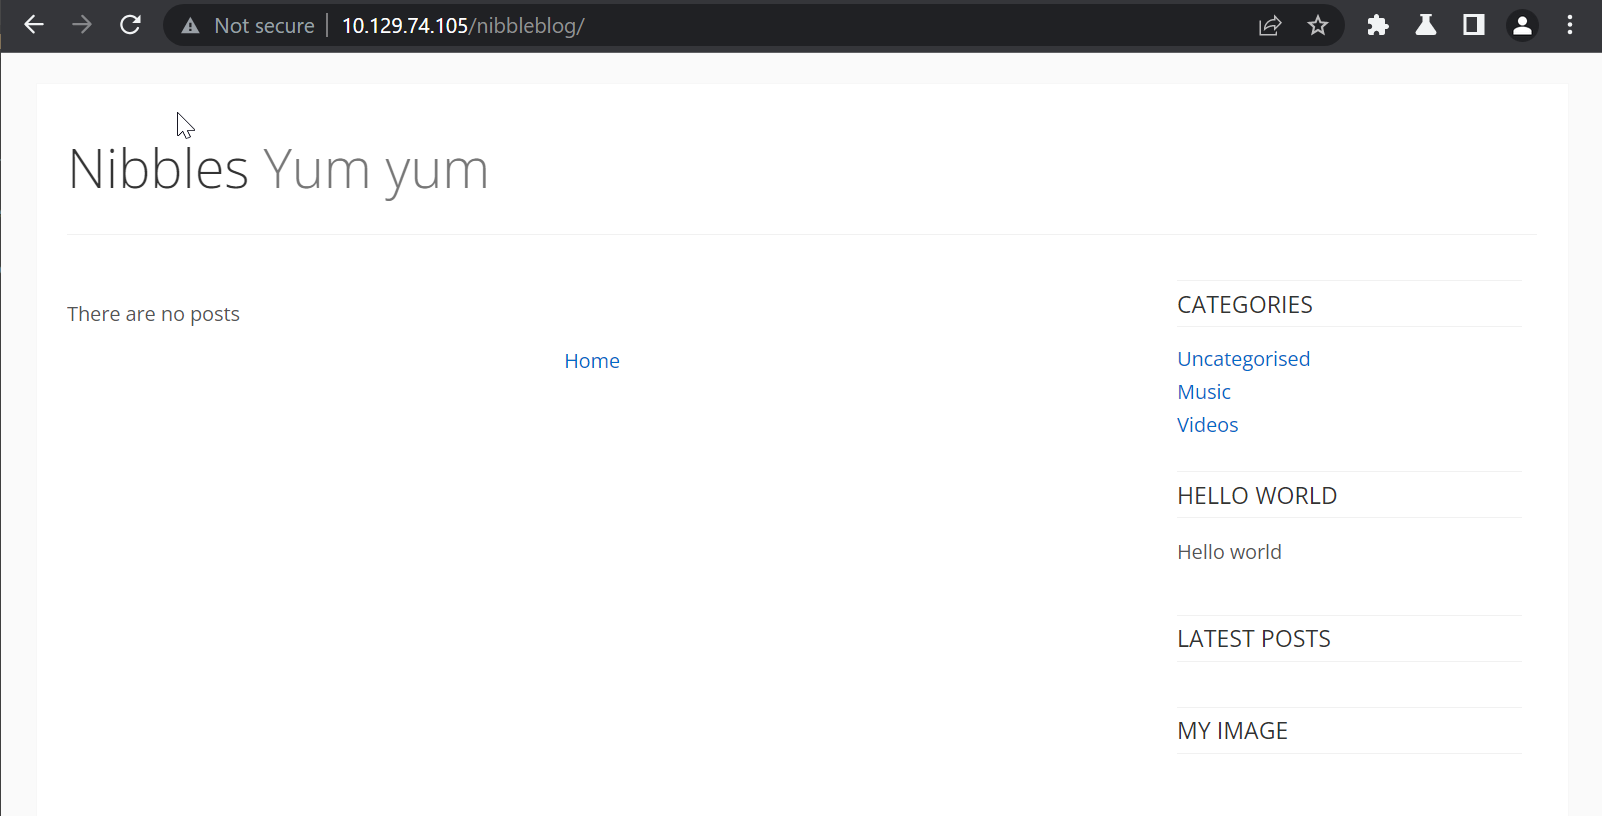 Not secure 10.129.74.105/nibbleblog/
Nibbles Yum yum
There are no posts
Home
CATEGORIES
Uncategorised
Music
Videos
HELLO WORLD
Hello world
LATEST POSTS
MY IMAGE